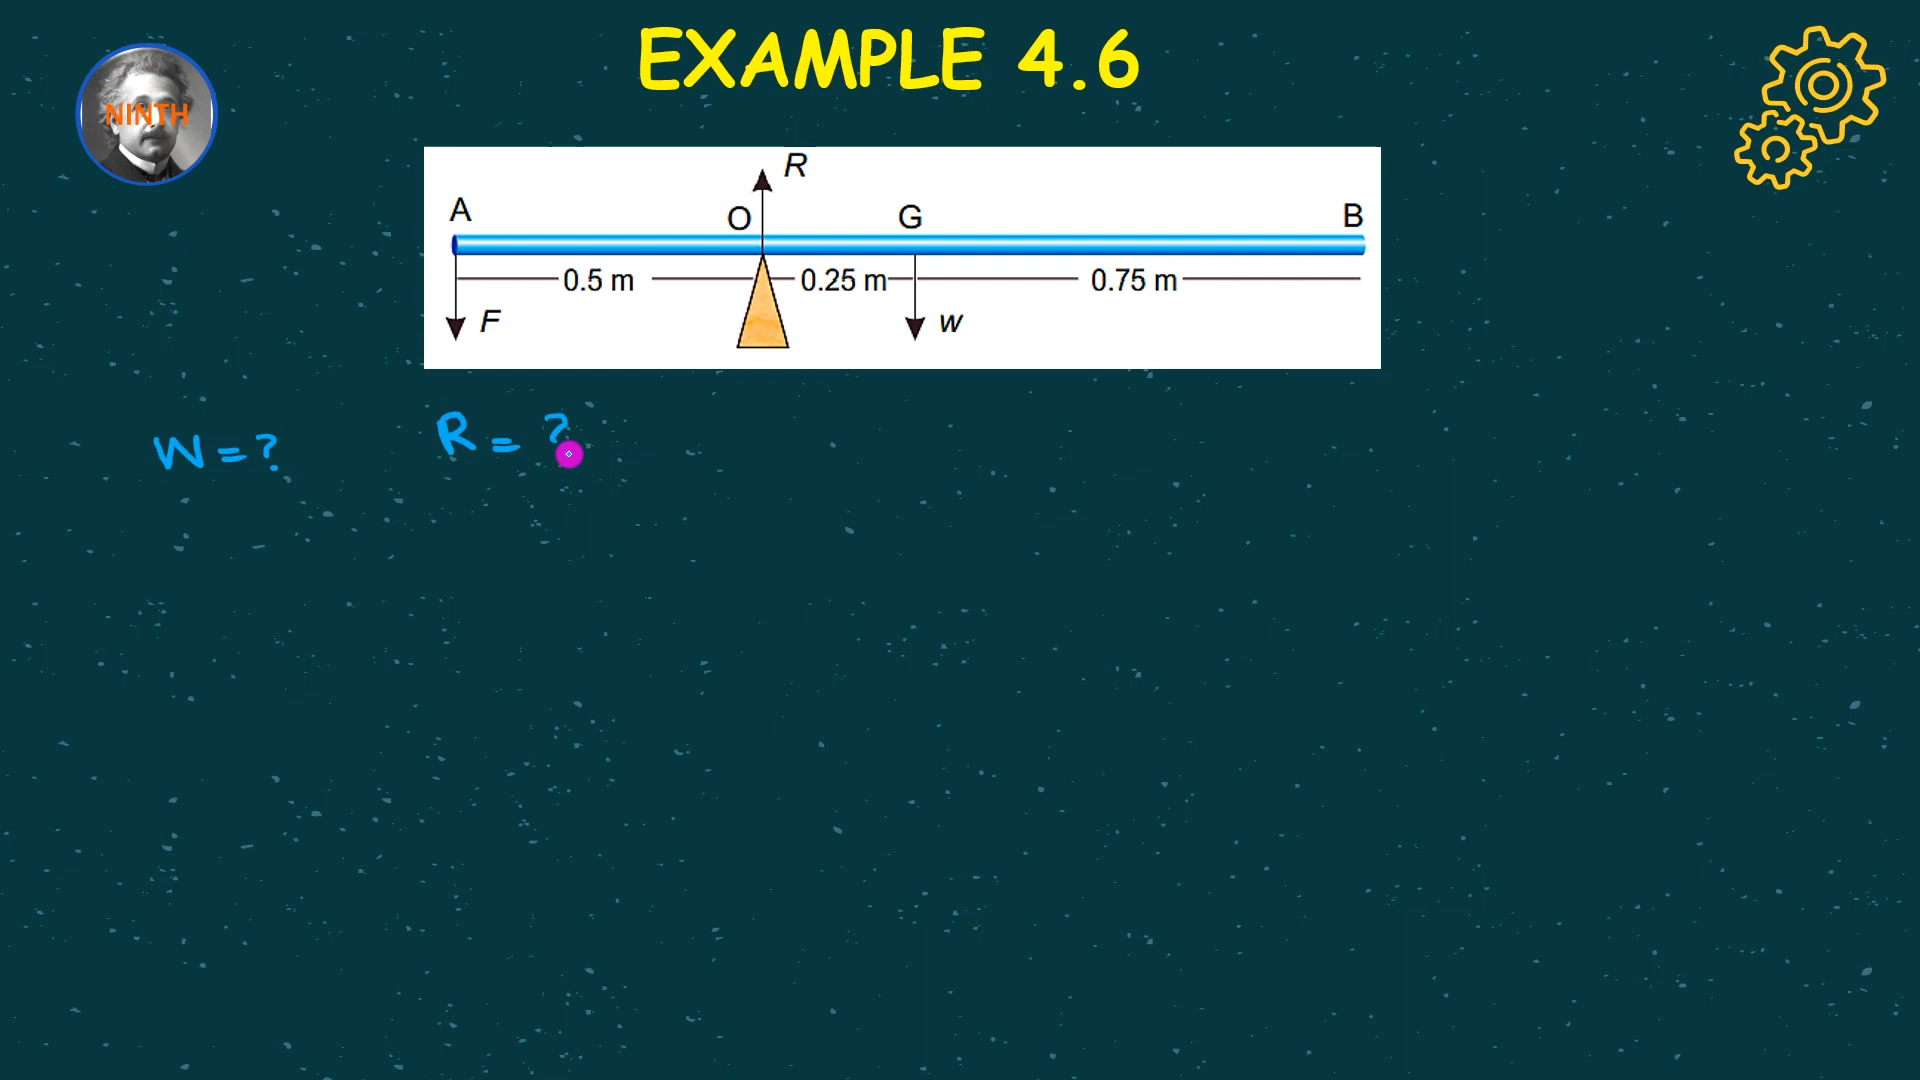 EXAMPLE 4.6
NINTH
R
A O G B
0.5 m 0.25 m 0.75 m
F w
W = ? R = ?